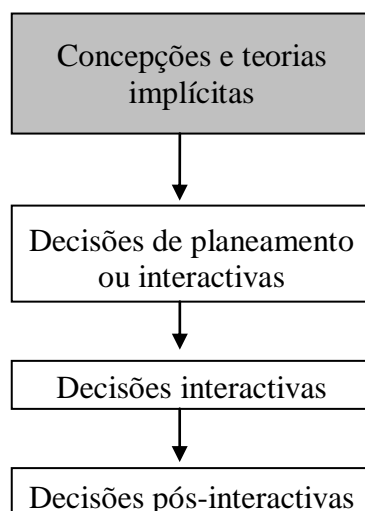 Concepções e teorias
implícitas
Decisões de planeamento
ou interactivas
Decisões interactivas
Decisões pós-interactivas